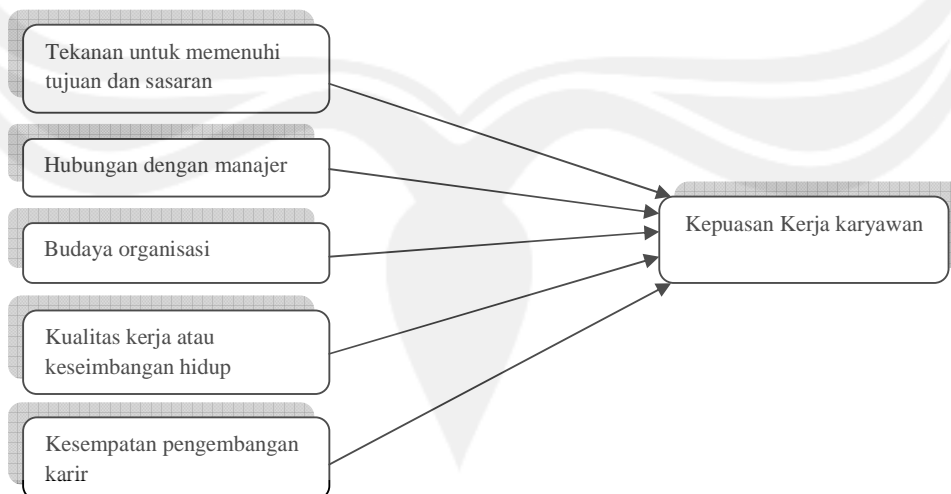 Tekanan untuk memenuhi
tujuan dan sasaran
Hubungan dengan manajer
Budaya organisasi
Kualitas kerja atau
keseimbangan hidup
Kesempatan pengembangan
karir
Kepuasan Kerja karyawan